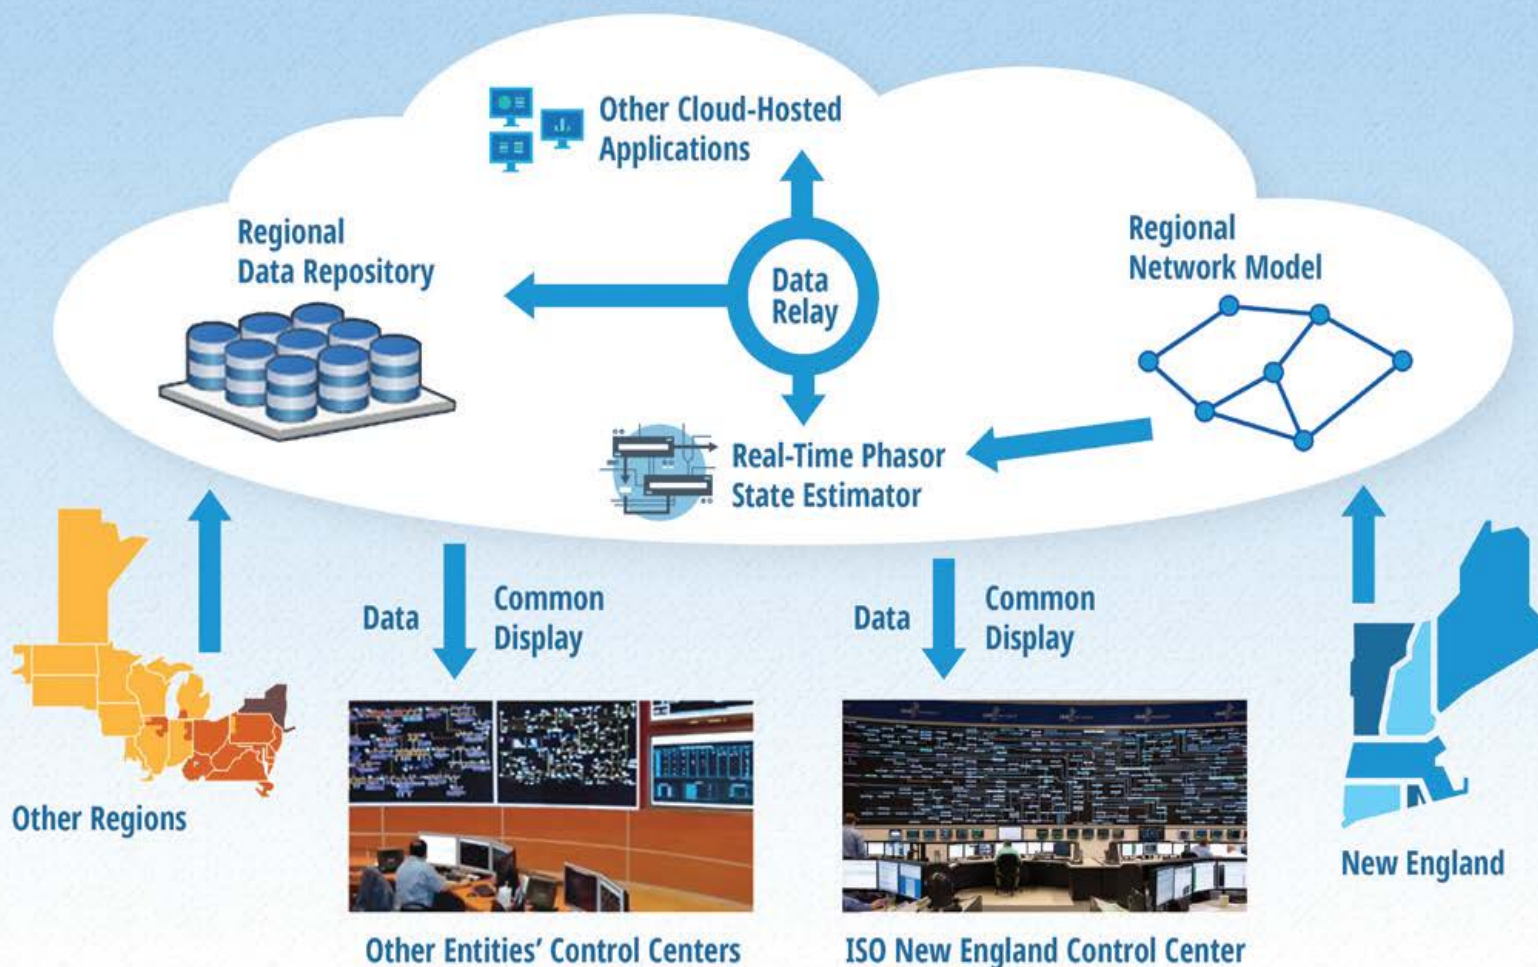 Other Cloud-Hosted
Applications
Regional
Data Repository
Data
Relay
Regional
Network Model
Real-Time Phasor
State Estimator
Data
Common
Display
Data
Common
Display
Other Regions
New England
Other Entities’ Control Centers
ISO New England Control Center